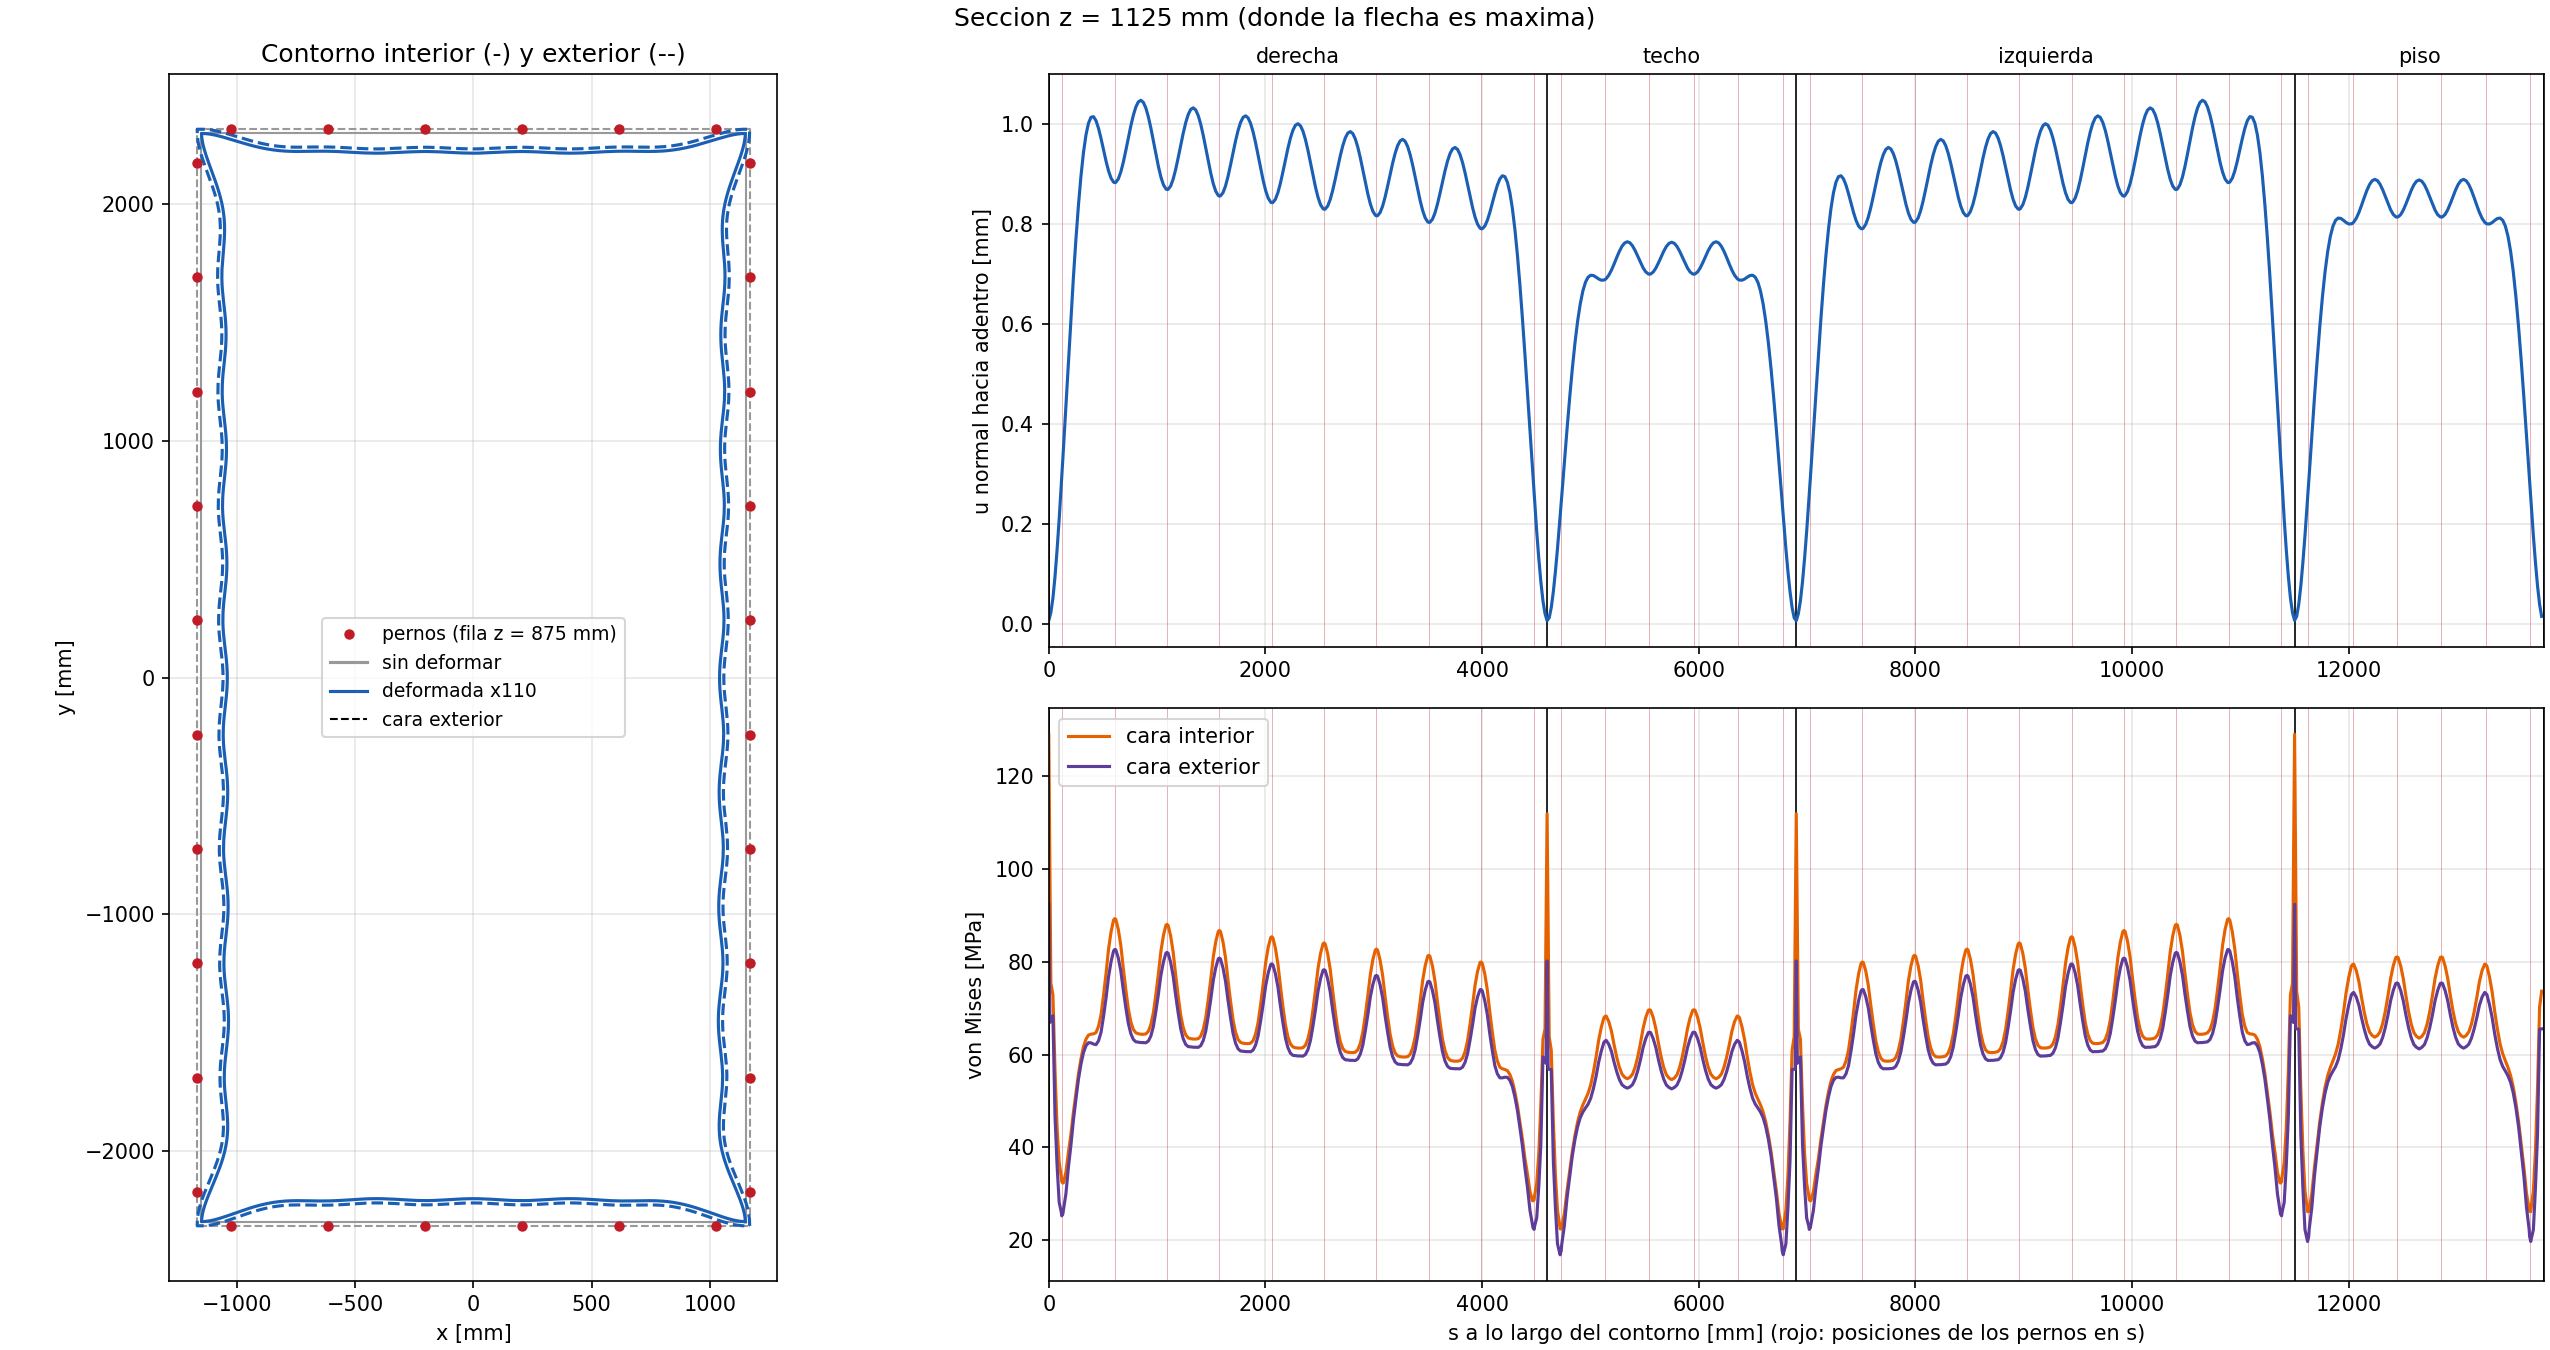 Seccion z = 1125 mm (donde la flecha es maxima)
Contorno interior (-) y exterior (--)
2000
1000
0
−1000
−2000
y [mm]
−1000
−500
0
500
1000
x [mm]
pernos (fila z = 875 mm)
sin deformar
deformada x110
cara exterior
derecha
techo
izquierda
piso
1.0
0.8
0.6
0.4
0.2
0.0
u normal hacia adentro [mm]
0
2000
4000
6000
8000
10000
12000
cara interior
cara exterior
120
100
80
60
40
20
von Mises [MPa]
0
2000
4000
6000
8000
10000
12000
s a lo largo del contorno [mm] (rojo: posiciones de los pernos en s)